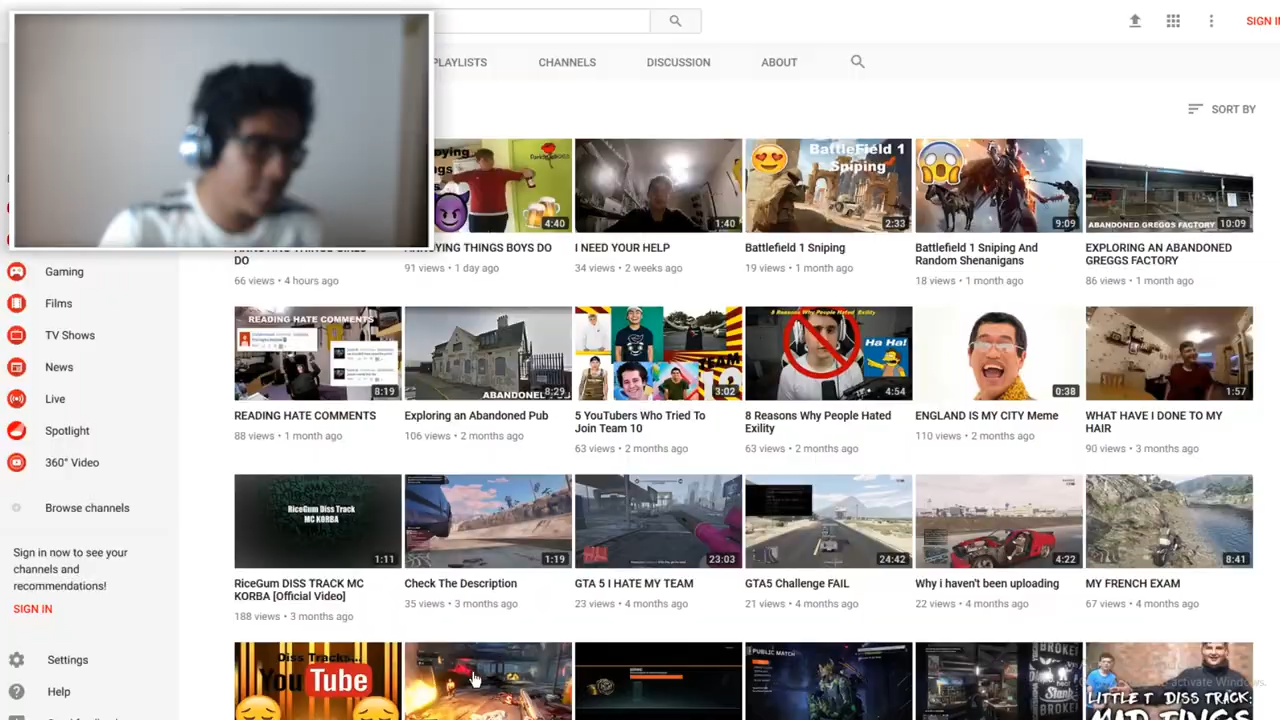 SIGN IN
PLAYLISTS
CHANNELS
DISCUSSION
ABOUT
SORT BY
4:40
1:40
BattleField 1
Sniping
2:33
9:09
ABANDONED GREGGS FACTORY
10:09
DO
66 views • 4 hours ago
YING THINGS BOYS DO
91 views • 1 day ago
I NEED YOUR HELP
34 views • 2 weeks ago
Battlefield 1 Sniping
19 views • 1 month ago
Battlefield 1 Sniping And
Random Shenanigans
18 views • 1 month ago
EXPLORING AN ABANDONED
GREGGS FACTORY
86 views • 1 month ago
Gaming
Films
TV Shows
News
Live
Spotlight
360° Video
Browse channels
Sign in now to see your
channels and
recommendations!
SIGN IN
Settings
Help
READING HATE COMMENTS
8:19
8:29
3:02
8 Reasons Why People Hated Exility
Ha Ha!
4:54
0:38
1:57
READING HATE COMMENTS
88 views • 1 month ago
Exploring an Abandoned Pub
106 views • 2 months ago
5 YouTubers Who Tried To
Join Team 10
63 views • 2 months ago
8 Reasons Why People Hated
Exility
63 views • 2 months ago
ENGLAND IS MY CITY Meme
110 views • 2 months ago
WHAT HAVE I DONE TO MY
HAIR
90 views • 3 months ago
RiceGum Diss Track
MC KORBA
1:11
1:19
23:03
24:42
4:22
8:41
RiceGum DISS TRACK MC
KORBA [Official Video]
188 views • 3 months ago
Check The Description
35 views • 3 months ago
GTA 5 I HATE MY TEAM
23 views • 4 months ago
GTA5 Challenge FAIL
21 views • 4 months ago
Why i haven't been uploading
22 views • 4 months ago
MY FRENCH EXAM
67 views • 4 months ago
Diss Tracks...
YouTube
PUBLIC MATCH
BROKE
LITTLE T DISS TRACK: